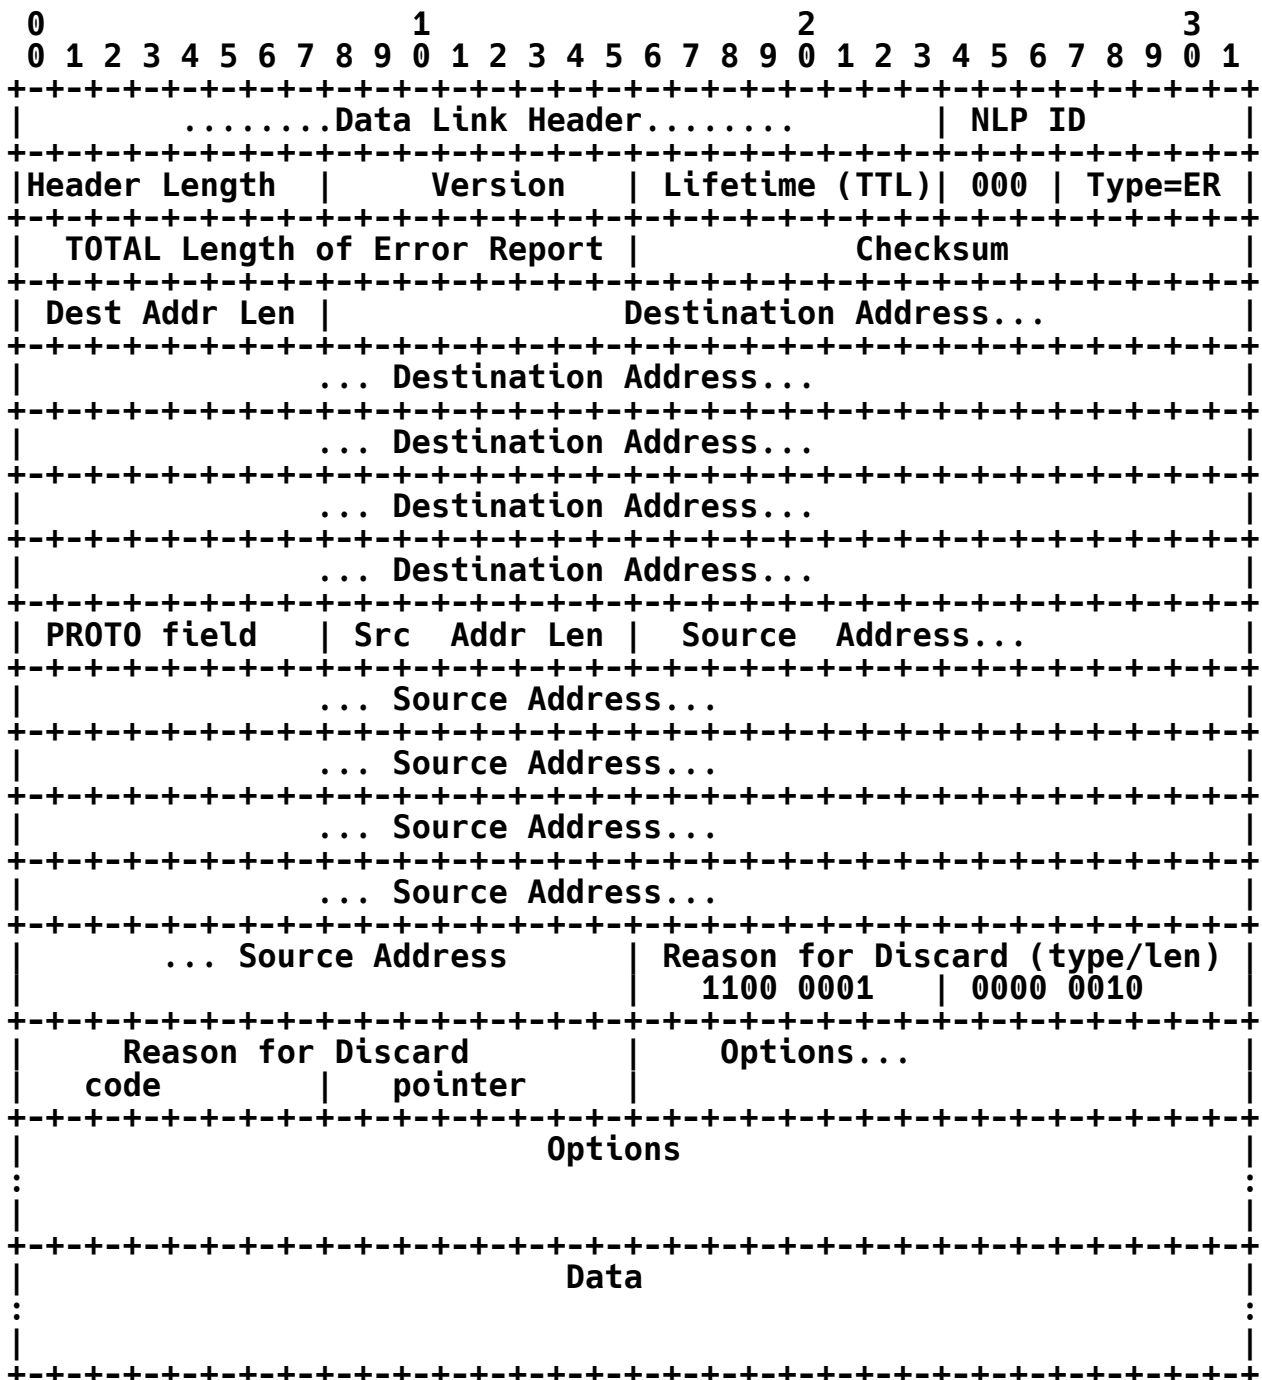 0                   1                   2                   3
 0 1 2 3 4 5 6 7 8 9 0 1 2 3 4 5 6 7 8 9 0 1 2 3 4 5 6 7 8 9 0 1
+-+-+-+-+-+-+-+-+-+-+-+-+-+-+-+-+-+-+-+-+-+-+-+-+-+-+-+-+-+-+-+-+
|        ........Data Link Header........       | NLP ID        |
+-+-+-+-+-+-+-+-+-+-+-+-+-+-+-+-+-+-+-+-+-+-+-+-+-+-+-+-+-+-+-+-+
|Header Length  |     Version   | Lifetime (TTL)| 000 | Type=ER |
+-+-+-+-+-+-+-+-+-+-+-+-+-+-+-+-+-+-+-+-+-+-+-+-+-+-+-+-+-+-+-+-+
|  TOTAL Length of Error Report |           Checksum            |
+-+-+-+-+-+-+-+-+-+-+-+-+-+-+-+-+-+-+-+-+-+-+-+-+-+-+-+-+-+-+-+-+
| Dest Addr Len |               Destination Address...          |
+-+-+-+-+-+-+-+-+-+-+-+-+-+-+-+-+-+-+-+-+-+-+-+-+-+-+-+-+-+-+-+-+
|               ... Destination Address...                      |
+-+-+-+-+-+-+-+-+-+-+-+-+-+-+-+-+-+-+-+-+-+-+-+-+-+-+-+-+-+-+-+-+
|               ... Destination Address...                      |
+-+-+-+-+-+-+-+-+-+-+-+-+-+-+-+-+-+-+-+-+-+-+-+-+-+-+-+-+-+-+-+-+
|               ... Destination Address...                      |
+-+-+-+-+-+-+-+-+-+-+-+-+-+-+-+-+-+-+-+-+-+-+-+-+-+-+-+-+-+-+-+-+
|               ... Destination Address...                      |
+-+-+-+-+-+-+-+-+-+-+-+-+-+-+-+-+-+-+-+-+-+-+-+-+-+-+-+-+-+-+-+-+
| PROTO field   | Src  Addr Len |  Source  Address...           |
+-+-+-+-+-+-+-+-+-+-+-+-+-+-+-+-+-+-+-+-+-+-+-+-+-+-+-+-+-+-+-+-+
|               ... Source Address...                           |
+-+-+-+-+-+-+-+-+-+-+-+-+-+-+-+-+-+-+-+-+-+-+-+-+-+-+-+-+-+-+-+-+
|               ... Source Address...                           |
+-+-+-+-+-+-+-+-+-+-+-+-+-+-+-+-+-+-+-+-+-+-+-+-+-+-+-+-+-+-+-+-+
|               ... Source Address...                           |
+-+-+-+-+-+-+-+-+-+-+-+-+-+-+-+-+-+-+-+-+-+-+-+-+-+-+-+-+-+-+-+-+
|               ... Source Address...                           |
+-+-+-+-+-+-+-+-+-+-+-+-+-+-+-+-+-+-+-+-+-+-+-+-+-+-+-+-+-+-+-+-+
|       ... Source Address      | Reason for Discard (type/len) |
|                               |   1100 0001   | 0000 0010     |
+-+-+-+-+-+-+-+-+-+-+-+-+-+-+-+-+-+-+-+-+-+-+-+-+-+-+-+-+-+-+-+-+
|     Reason for Discard        |    Options...                 |
|   code        |   pointer     |                               |
+-+-+-+-+-+-+-+-+-+-+-+-+-+-+-+-+-+-+-+-+-+-+-+-+-+-+-+-+-+-+-+-+
|                           Options                             |
:                                                               :
|                                                               |
+-+-+-+-+-+-+-+-+-+-+-+-+-+-+-+-+-+-+-+-+-+-+-+-+-+-+-+-+-+-+-+-+
|                            Data                               |
:                                                               :
|                                                               |
+-+-+-+-+-+-+-+-+-+-+-+-+-+-+-+-+-+-+-+-+-+-+-+-+-+-+-+-+-+-+-+-+